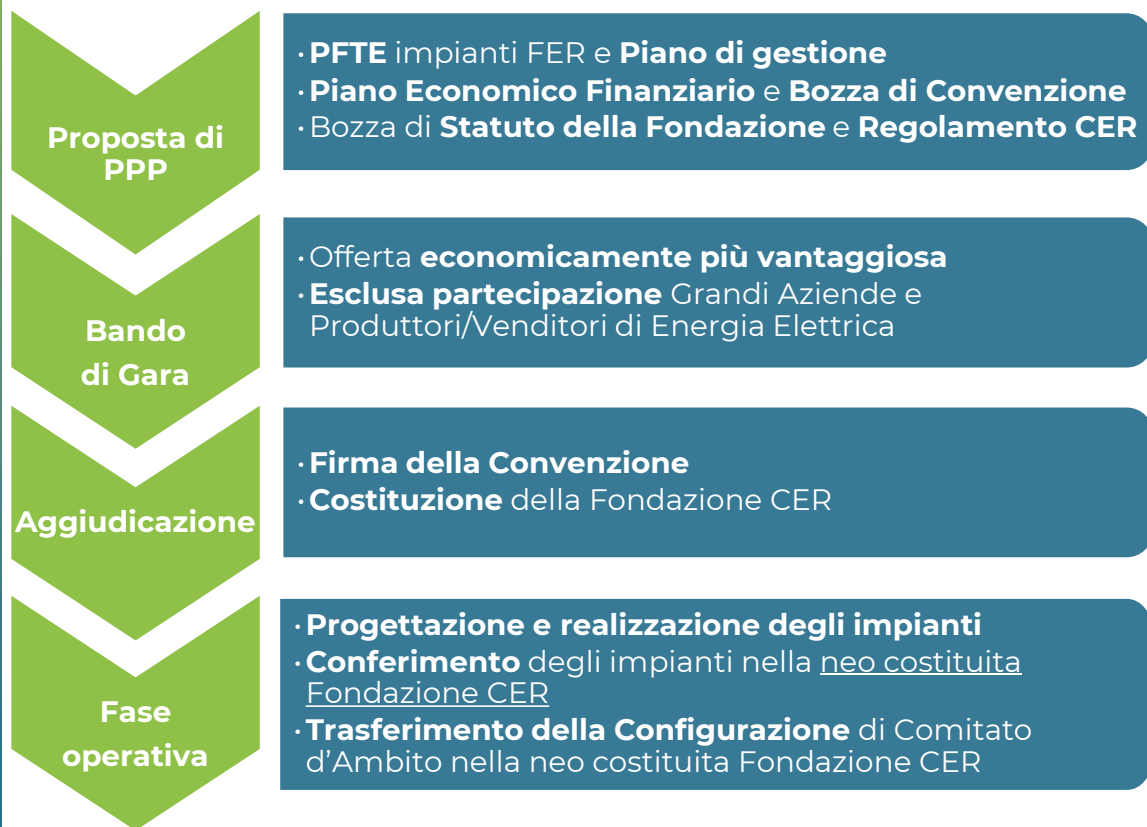 Proposta di
PPP
· PFTE impianti FER e Piano di gestione
· Piano Economico Finanziario e Bozza di Convenzione
· Bozza di Statuto della Fondazione e Regolamento CER
Bando
di Gara
· Offerta economicamente più vantaggiosa
· Esclusa partecipazione Grandi Aziende e
Produttori/Venditori di Energia Elettrica
Aggiudicazione
· Firma della Convenzione
· Costituzione della Fondazione CER
Fase
operativa
· Progettazione e realizzazione degli impianti
· Conferimento degli impianti nella neo costituita
Fondazione CER
· Trasferimento della Configurazione di Comitato
d’Ambito nella neo costituita Fondazione CER